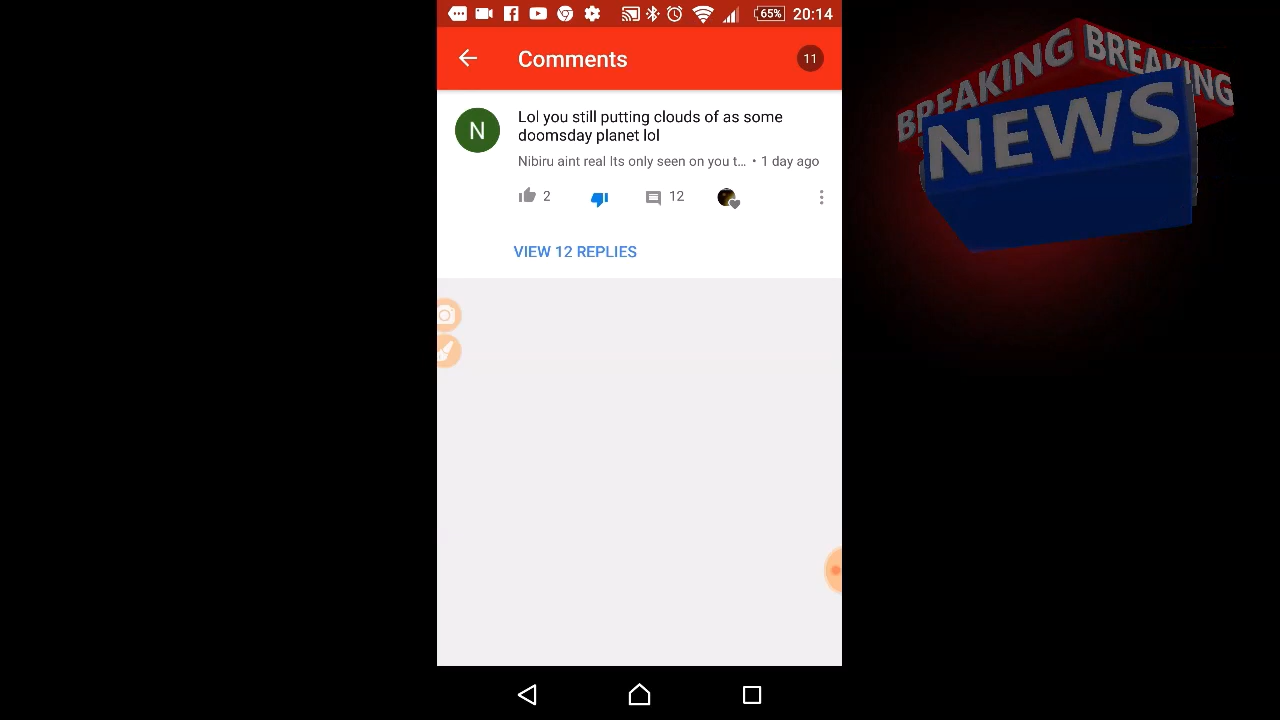 65%
20:14
Comments
11
N
Lol you still putting clouds of as some
doomsday planet lol
Nibiru aint real Its only seen on you t... • 1 day ago
2
12
VIEW 12 REPLIES
BREAKING BREAKING
NEWS